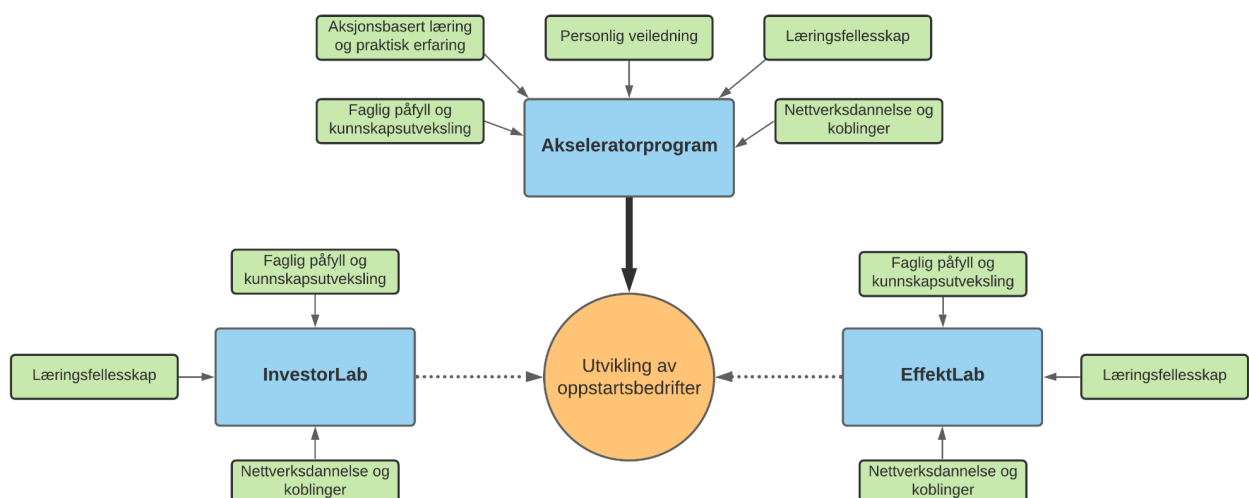 Aksjonsbasert læring
og praktisk erfaring
Personlig veiledning
Læringsfellesskap
Faglig påfyll og
kunnskapsutveksling
Nettverksdannelse og
koblinger
Akseleratorprogram
Faglig påfyll og
kunnskapsutveksling
Faglig påfyll og
kunnskapsutveksling
Læringsfellesskap
InvestorLab
Utvikling av
oppstartsbedrifter
EffektLab
Læringsfellesskap
Nettverksdannelse og
koblinger
Nettverksdannelse og
koblinger